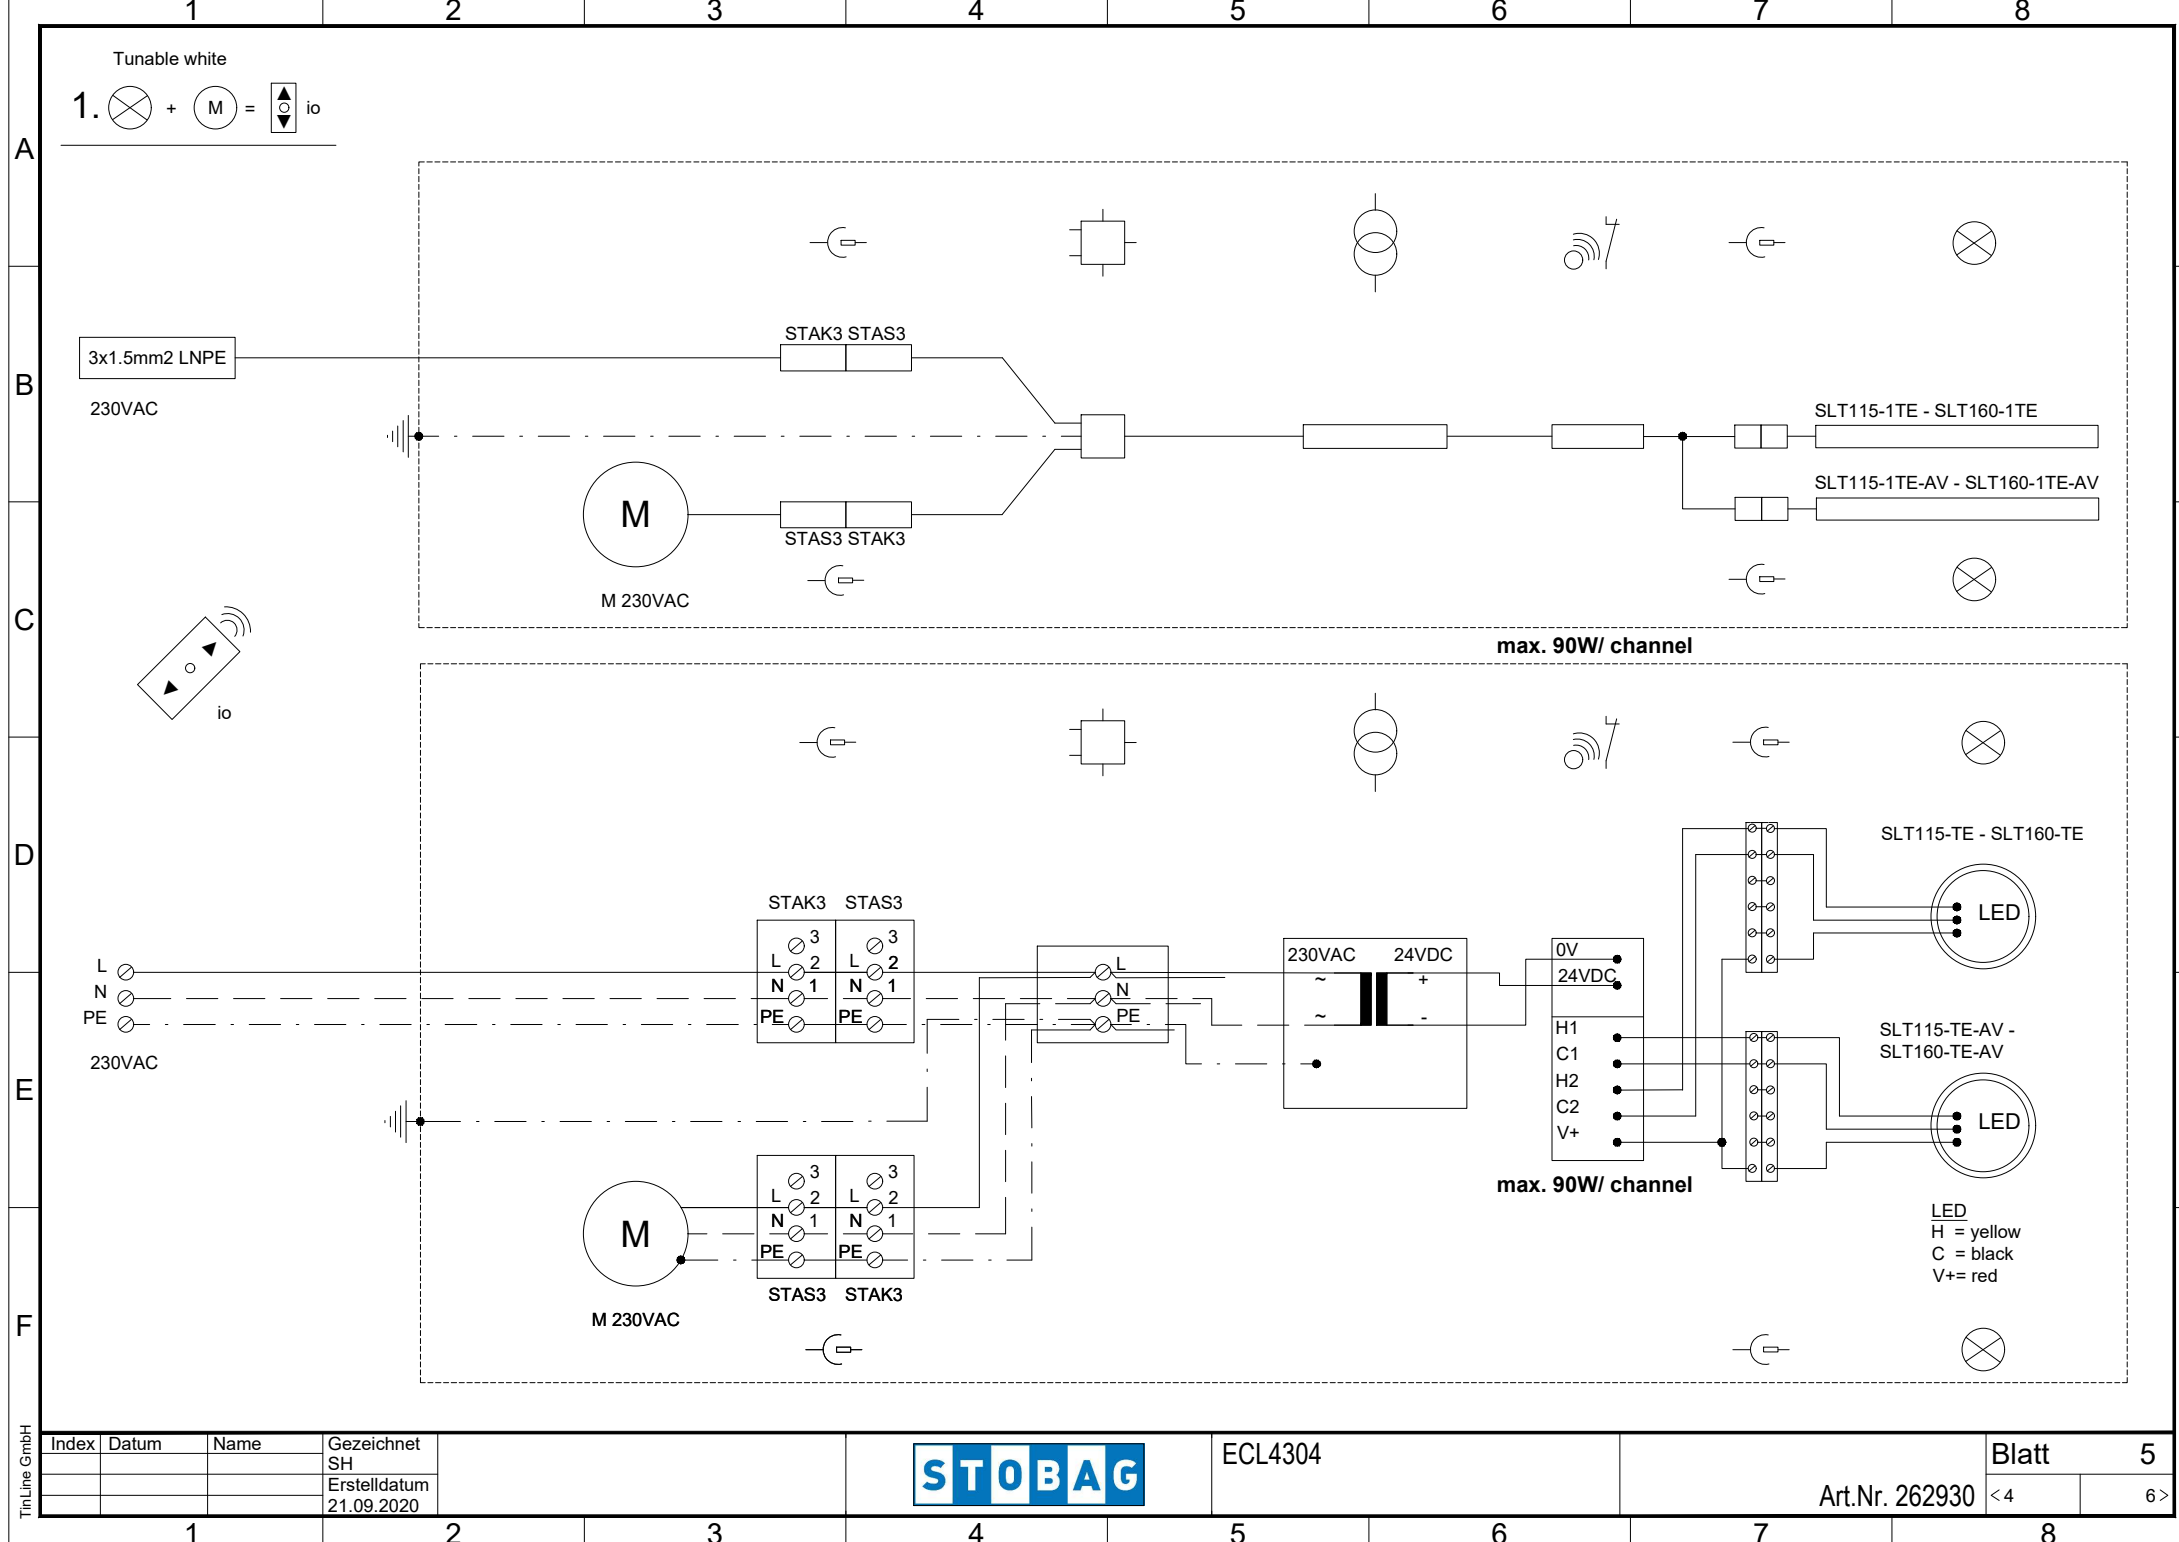 1 2 3 4 5 6 7 8
Tunable white
1. + M = io
A
B
C
D
E
F
STAK3 STAS3
3x1.5mm2 LNPE
230VAC
SLT115-1TE - SLT160-1TE
SLT115-1TE-AV - SLT160-1TE-AV
M
STAS3 STAK3
M 230VAC
max. 90W/ channel
io
SLT115-TE - SLT160-TE
LED
STAK3 STAS3
3 3
L 2 L 2
N 1 N 1
PE PE
L
N
PE
230VAC
L
N
PE
230VAC 24VDC
~ +
~ -
0V
24VDC
H1
C1
H2
C2
V+
max. 90W/ channel
SLT115-TE-AV -
SLT160-TE-AV
LED
3 3
L 2 L 2
N 1 N 1
PE PE
STAS3 STAK3
M
M 230VAC
LED
H = yellow
C = black
V+= red
TinLine GmbH
Index Datum Name Gezeichnet
SH
Erstelldatum
21.09.2020
STOBAG
ECL4304
Art.Nr. 262930
Blatt 5
<4 6>
1 2 3 4 5 6 7 8